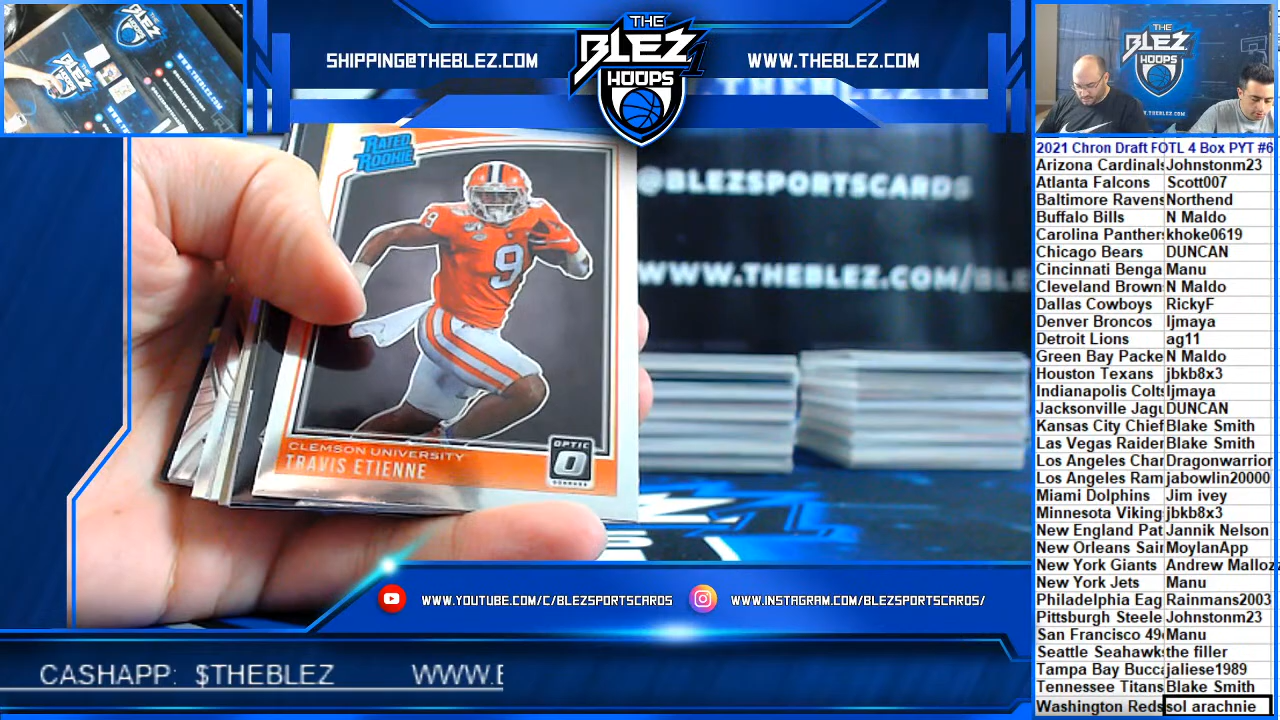 SHIPPING@THEBLEZ.COM
THE
BLEZ
HOOPS
WWW.THEBLEZ.COM
@BLEZSPORTSCARDS
WWW.THEBLEZ.COM/BLE
RATED
ROOKIE
9
9
CLEMSON UNIVERSITY
TRAVIS ETIENNE
OPTIC
DONRUSS
WWW.YOUTUBE.COM/C/BLEZSPORTSCARDS
WWW.INSTAGRAM.COM/BLEZSPORTSCARDS/
CASHAPP: $THEBLEZ WWW.B
THE
BLEZ
HOOPS
2021 Chron Draft FOTL 4 Box PYT #6
Arizona Cardinals Johnstonm23
Atlanta Falcons Scott007
Baltimore Ravens Northend
Buffalo Bills N Maldo
Carolina Panthers khoke0619
Chicago Bears DUNCAN
Cincinnati Benga Manu
Cleveland Brown N Maldo
Dallas Cowboys RickyF
Denver Broncos ljmaya
Detroit Lions ag11
Green Bay Packe N Maldo
Houston Texans jbkb8x3
Indianapolis Colts ljmaya
Jacksonville Jagu DUNCAN
Kansas City Chief Blake Smith
Las Vegas Raider Blake Smith
Los Angeles Char Dragonwarrior
Los Angeles Ram jabowlin20000
Miami Dolphins Jim ivey
Minnesota Viking jbkb8x3
New England Pat Jannik Nelson
New Orleans Sain MoylanApp
New York Giants Andrew Malloz
New York Jets Manu
Philadelphia Eag Rainmans2003
Pittsburgh Steele Johnstonm23
San Francisco 49 Manu
Seattle Seahawk the filler
Tampa Bay Bucc jaliese1989
Tennessee Titans Blake Smith
Washington Reds sol arachnie